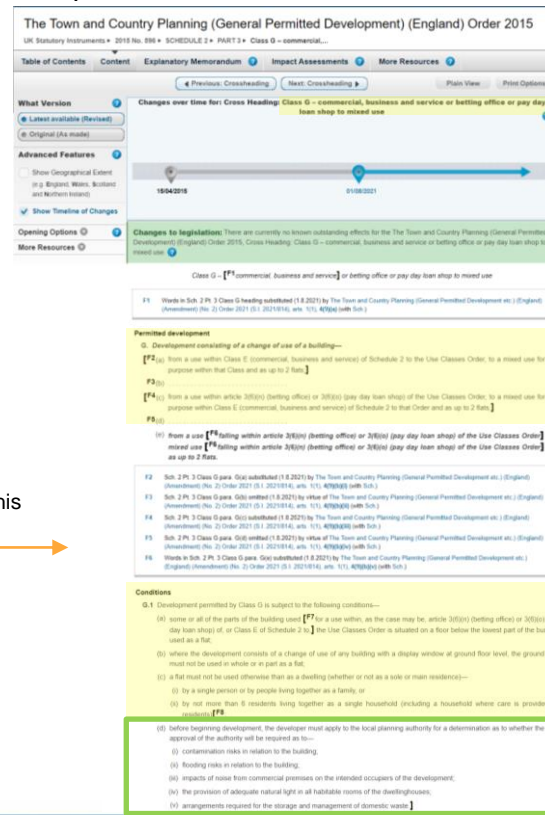 The Town and Country Planning (General Permitted Development) (England) Order 2015
UK Statutory Instruments 2015 No. 596 SCHEDULE 2 PART 3 Class G – commercial,...
Table of Contents Content Explanatory Memorandum Impact Assessments More Resources
Previous: Crossheading Next: Crossheading Plain View Print Options
What Version
Latest available (Revised)
Original (As made)
Advanced Features
Show Geographical Extent
(e.g. England, Wales, Scotland
and Northern Ireland)
Show Timeline of Changes
Opening Options
More Resources
Changes over time for: Cross Heading: Class G – commercial, business and service or betting office or pay day
loan shop to mixed use
15/04/2015 01/08/2021
Changes to legislation: There are currently no known outstanding effects for the The Town and Country Planning (General Permitted
Development) (England) Order 2015, Cross Heading: Class G – commercial, business and service or betting office or pay day loan shop to
mixed use.
Class G – [F1 commercial, business and service] or betting office or pay day loan shop to mixed use
F1 Words in Sch. 2 Pt. 3 Class G heading substituted (1.8.2021) by The Town and Country Planning (General Permitted Development etc.) (England)
(Amendment) (No. 2) Order 2021 (S.I. 2021/814), arts. 1(1), (with Sch.)
Permitted development
G. Development consisting of a change of use of a building—
[F2(a) from a use within Class E (commercial, business and service) of Schedule 2 to the Use Classes Order, to a mixed use for
purpose within that Class and as up to 2 flats;]
F3(b)
[F4(c) from a use within article 3(6)(n) (betting office) or 3(6)(o) (pay day loan shop) of the Use Classes Order, to a mixed use for
purpose within Class E (commercial, business and service) of Schedule 2 to that Order and as up to 2 flats;]
F5(d)
(e) from a use [F6 falling within article 3(6)(n) (betting office) or 3(6)(o) (pay day loan shop) of the Use Classes Order]
mixed use [F6 falling within article 3(6)(n) (betting office) or 3(6)(o) (pay day loan shop) of the Use Classes Order]
as up to 2 flats.
F2 Sch. 2 Pt. 3 Class G para. G(a) substituted (1.8.2021) by The Town and Country Planning (General Permitted Development etc.) (England)
(Amendment) (No. 2) Order 2021 (S.I. 2021/814), arts. 1(1), (with Sch.)
F3 Sch. 2 Pt. 3 Class G para. G(b) omitted (1.8.2021) by virtue of The Town and Country Planning (General Permitted Development etc.) (England)
(Amendment) (No. 2) Order 2021 (S.I. 2021/814), arts. 1(1), (with Sch.)
F4 Sch. 2 Pt. 3 Class G para. G(c) substituted (1.8.2021) by The Town and Country Planning (General Permitted Development etc.) (England)
(Amendment) (No. 2) Order 2021 (S.I. 2021/814), arts. 1(1), (with Sch.)
F5 Sch. 2 Pt. 3 Class G para. G(d) omitted (1.8.2021) by virtue of The Town and Country Planning (General Permitted Development etc.) (England)
(Amendment) (No. 2) Order 2021 (S.I. 2021/814), arts. 1(1), (with Sch.)
F6 Words in Sch. 2 Pt. 3 Class G para. G(e) substituted (1.8.2021) by The Town and Country Planning (General Permitted Development etc.)
(England) (Amendment) (No. 2) Order 2021 (S.I. 2021/814), arts. 1(1), (with Sch.)
his
Conditions
G.1 Development permitted by Class G is subject to the following conditions—
(a) some or all of the parts of the building used [F7 for a use within, as the case may be, article 3(6)(n) (betting office) or 3(6)(o)
day loan shop) of, or Class E of Schedule 2 to ] the Use Classes Order is situated on a floor below the lowest part of the bui
used as a flat;
(b) where the development consists of a change of use of any building with a display window at ground floor level, the ground
must not be used in whole or in part as a flat;
(c) a flat must not be used otherwise than as a dwelling (whether or not as a sole or main residence)—
(i) by a single person or by people living together as a family, or
(ii) by not more than 6 residents living together as a single household (including a household where care is provide
residents)[F8
(d) before beginning development, the developer must apply to the local planning authority for a determination as to whether the
approval of the authority will be required as to—
(i) contamination risks in relation to the building;
(ii) flooding risks in relation to the building;
(iii) impacts of noise from commercial premises on the intended occupiers of the development;
(iv) the provision of adequate natural light in all habitable rooms of the dwellinghouses;
(v) arrangements required for the storage and management of domestic waste.]